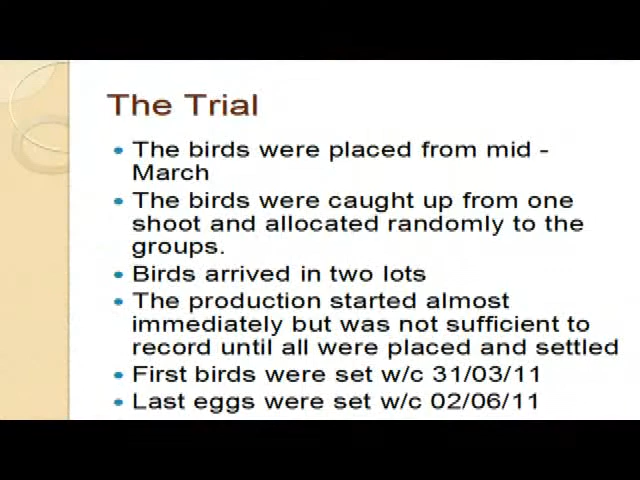 The Trial
The birds were placed from mid -
March
The birds were caught up from one
shoot and allocated randomly to the
groups.
Birds arrived in two lots
The production started almost
immediately but was not sufficient to
record until all were placed and settled
First birds were set w/c 31/03/11
Last eggs were set w/c 02/06/11